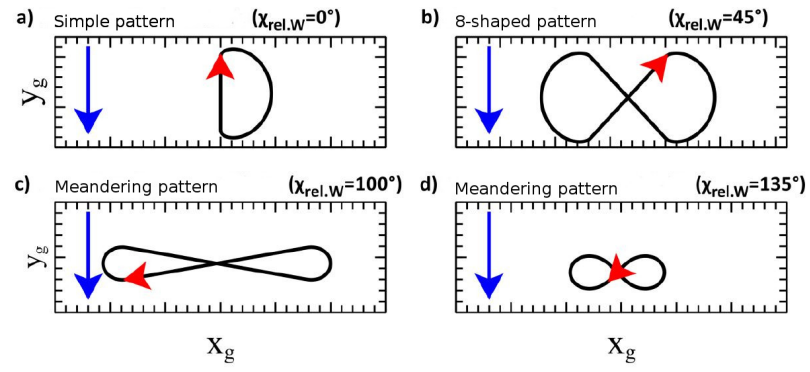 a) Simple pattern (χrel.W=0°)
b) 8-shaped pattern (χrel.W=45°)
yg
c) Meandering pattern (χrel.W=100°)
d) Meandering pattern (χrel.W=135°)
yg
xg
xg